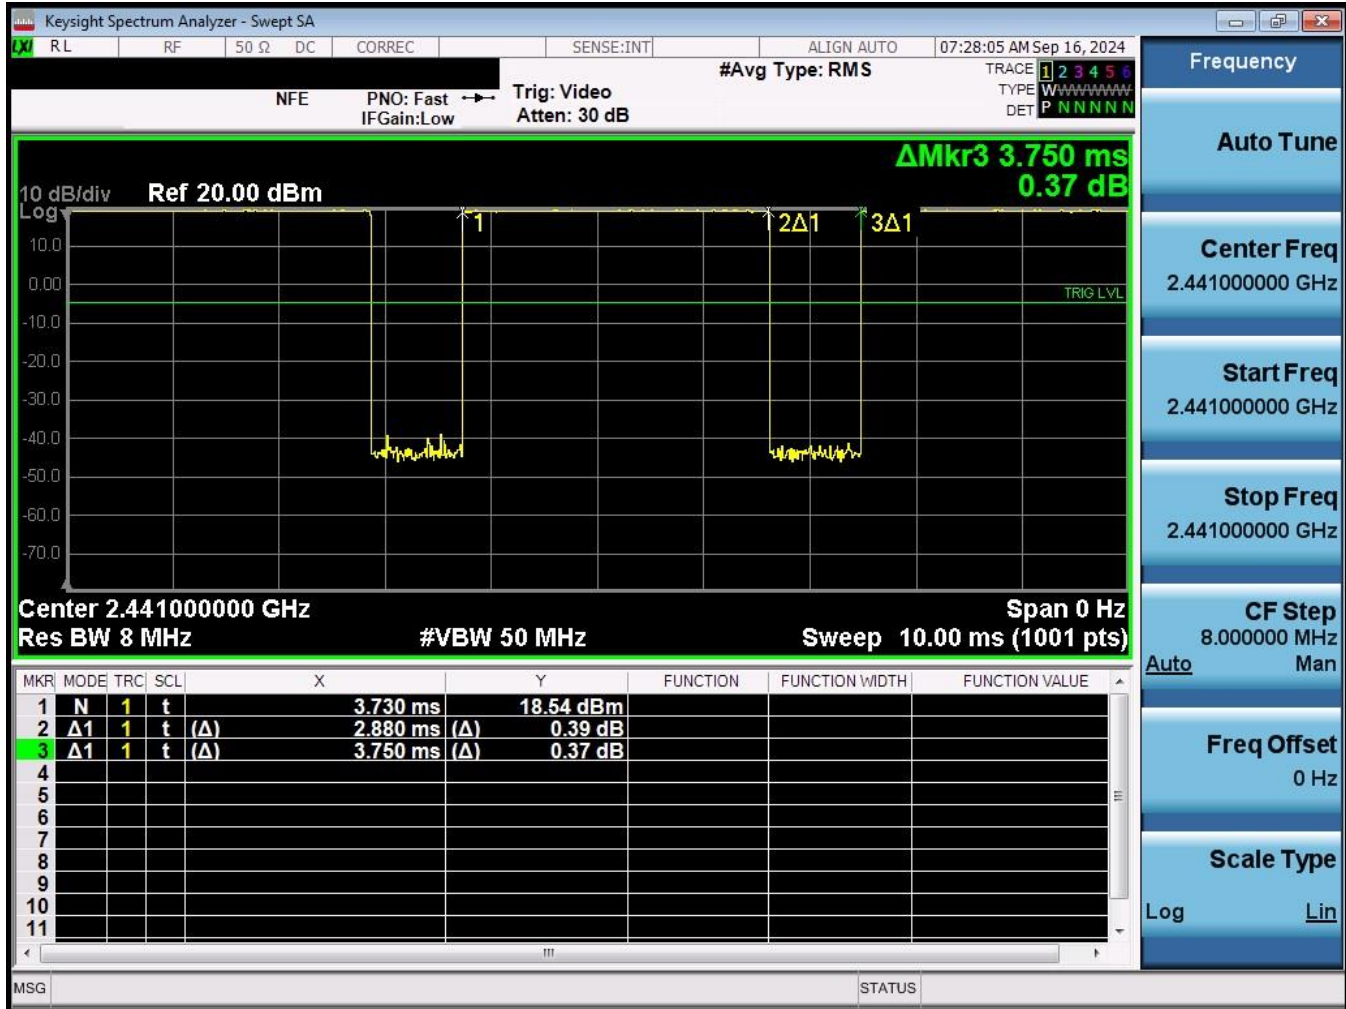 Keysight Spectrum Analyzer - Swept SA
LXI RL RF 50 Ω DC CORREC SENSE:INT ALIGN AUTO 07:28:05 AM Sep 16, 2024
NFE PNO: Fast IFGain:Low Trig: Video Atten: 30 dB #Avg Type: RMS
TRACE 1 2 3 4 5 6
TYPE WWWWWW
DET P N N N N N
ΔMkr3 3.750 ms
0.37 dB
10 dB/div Ref 20.00 dBm
Log
1 2Δ1 3Δ1
10.0
0.00
TRIG LVL
-10.0
-20.0
-30.0
-40.0
-50.0
-60.0
-70.0
Center 2.441000000 GHz Span 0 Hz
Res BW 8 MHz #VBW 50 MHz Sweep 10.00 ms (1001 pts)
MKR MODE TRC SCL X Y FUNCTION FUNCTION WIDTH FUNCTION VALUE
1 N 1 t 3.730 ms 18.54 dBm
2 Δ1 1 t (Δ) 2.880 ms (Δ) 0.39 dB
3 Δ1 1 t (Δ) 3.750 ms (Δ) 0.37 dB
4
5
6
7
8
9
10
11
MSG STATUS
Frequency
Auto Tune
Center Freq
2.441000000 GHz
Start Freq
2.441000000 GHz
Stop Freq
2.441000000 GHz
CF Step
8.000000 MHz
Auto Man
Freq Offset
0 Hz
Scale Type
Log Lin